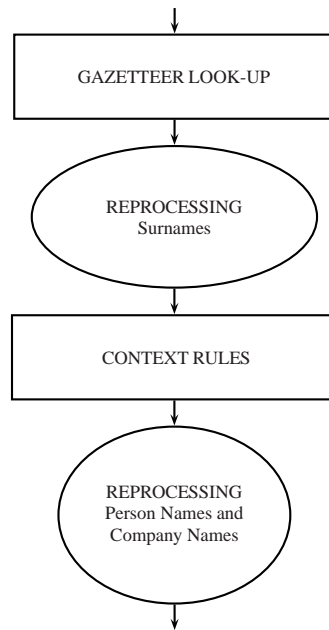 GAZETTEER LOOK-UP
REPROCESSING
Surnames
CONTEXT RULES
REPROCESSING
Person Names and
Company Names